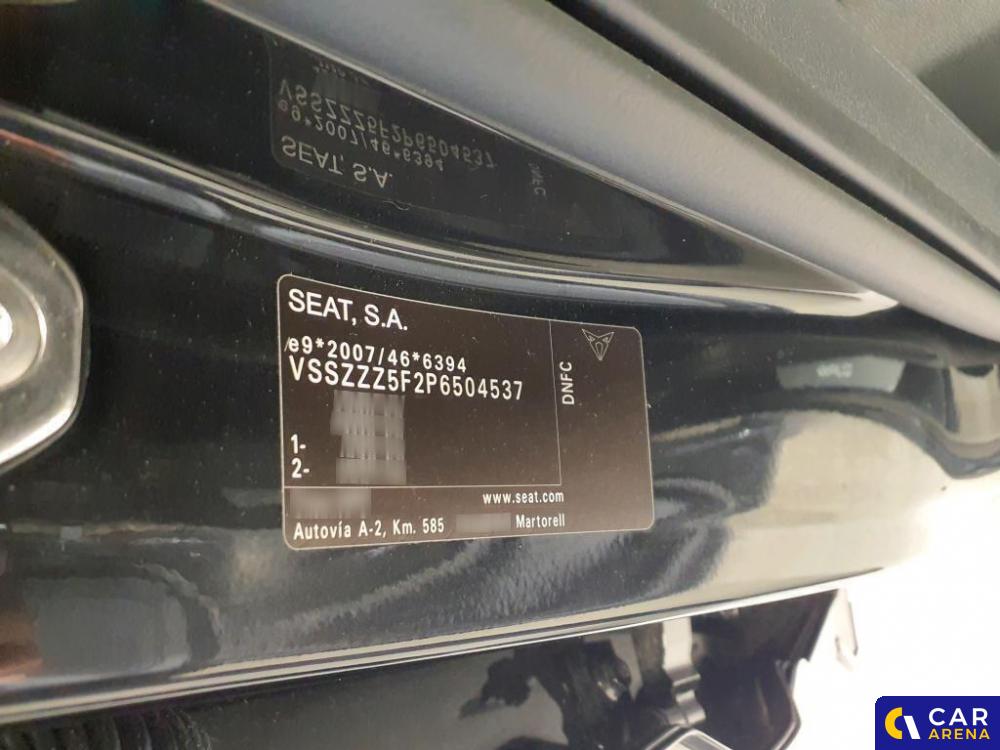 SEAT, S.A.
e9*2007/46*6394
VSSZZZ5F2P6504537
1-
2-
DNFC
www.seat.com
Autovía A-2, Km. 585 Martorell
CAR
ARENA